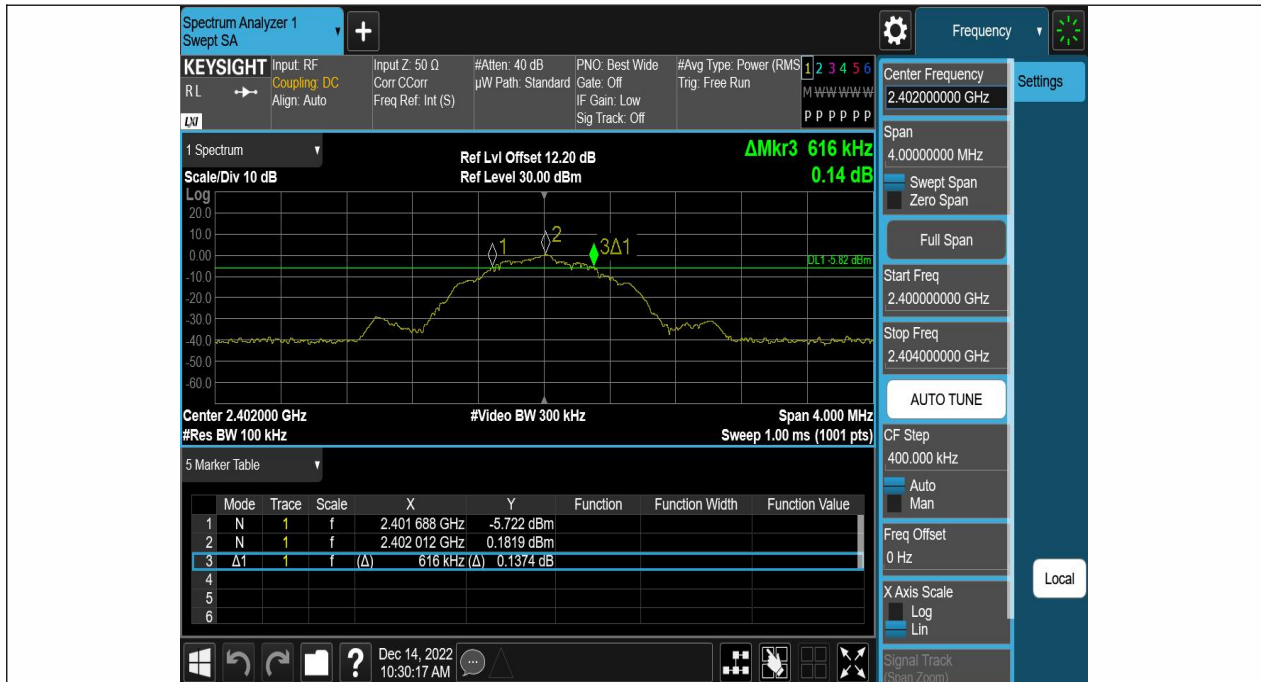 Spectrum Analyzer 1
Swept SA
+
Frequency
KEYSIGHT
RL
LXI
Input: RF
Coupling: DC
Align: Auto
Input Z: 50 Ω
Corr CCorr
Freq Ref: Int (S)
#Atten: 40 dB
µW Path: Standard
PNO: Best Wide
Gate: Off
IF Gain: Low
Sig Track: Off
#Avg Type: Power (RMS
Trig: Free Run
1 2 3 4 5 6
M W W W W W
P P P P P P
1 Spectrum
Scale/Div 10 dB
Ref Lvl Offset 12.20 dB
Ref Level 30.00 dBm
ΔMkr3 616 kHz
0.14 dB
Log
20.0
10.0
0.00
-10.0
-20.0
-30.0
-40.0
-50.0
-60.0
1
2
3Δ1
DL1 -5.82 dBm
Center 2.402000 GHz
#Video BW 300 kHz
Span 4.000 MHz
#Res BW 100 kHz
Sweep 1.00 ms (1001 pts)
5 Marker Table
Mode Trace Scale X Y Function Function Width Function Value
1 N 1 f 2.401 688 GHz -5.722 dBm
2 N 1 f 2.402 012 GHz 0.1819 dBm
3 Δ1 1 f (Δ) 616 kHz (Δ) 0.1374 dB
4
5
6
?
Dec 14, 2022
10:30:17 AM
Center Frequency
2.402000000 GHz
Settings
Span
4.00000000 MHz
Swept Span
Zero Span
Full Span
Start Freq
2.400000000 GHz
Stop Freq
2.404000000 GHz
AUTO TUNE
CF Step
400.000 kHz
Auto
Man
Freq Offset
0 Hz
X Axis Scale
Log
Lin
Local
Signal Track
(Span Zoom)